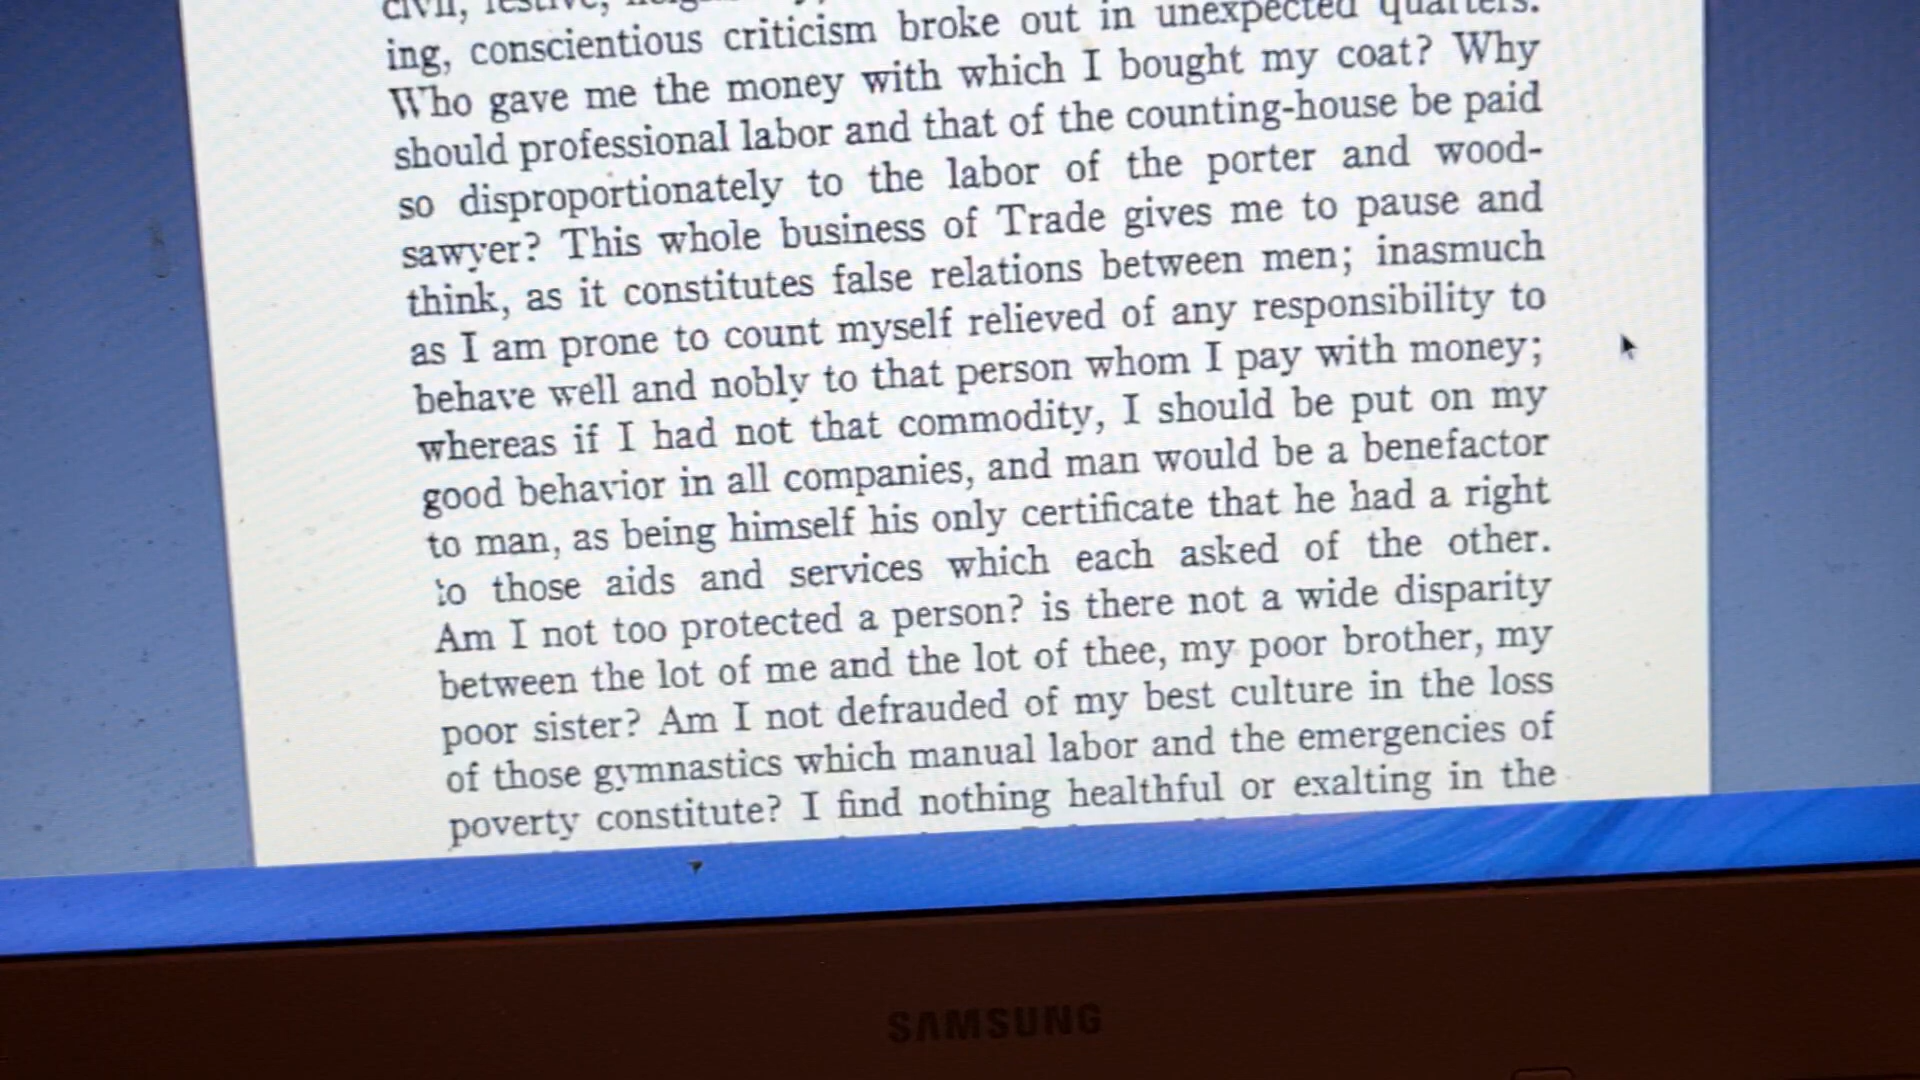 civil, festive,
ing, conscientious criticism broke out in unexpected quarters.
Who gave me the money with which I bought my coat? Why
should professional labor and that of the counting-house be paid
so disproportionately to the labor of the porter and wood-
sawyer? This whole business of Trade gives me to pause and
think, as it constitutes false relations between men; inasmuch
as I am prone to count myself relieved of any responsibility to
behave well and nobly to that person whom I pay with money;
whereas if I had not that commodity, I should be put on my
good behavior in all companies, and man would be a benefactor
to man, as being himself his only certificate that he had a right
to those aids and services which each asked of the other.
Am I not too protected a person? is there not a wide disparity
between the lot of me and the lot of thee, my poor brother, my
poor sister? Am I not defrauded of my best culture in the loss
of those gymnastics which manual labor and the emergencies of
poverty constitute? I find nothing healthful or exalting in the
SAMSUNG